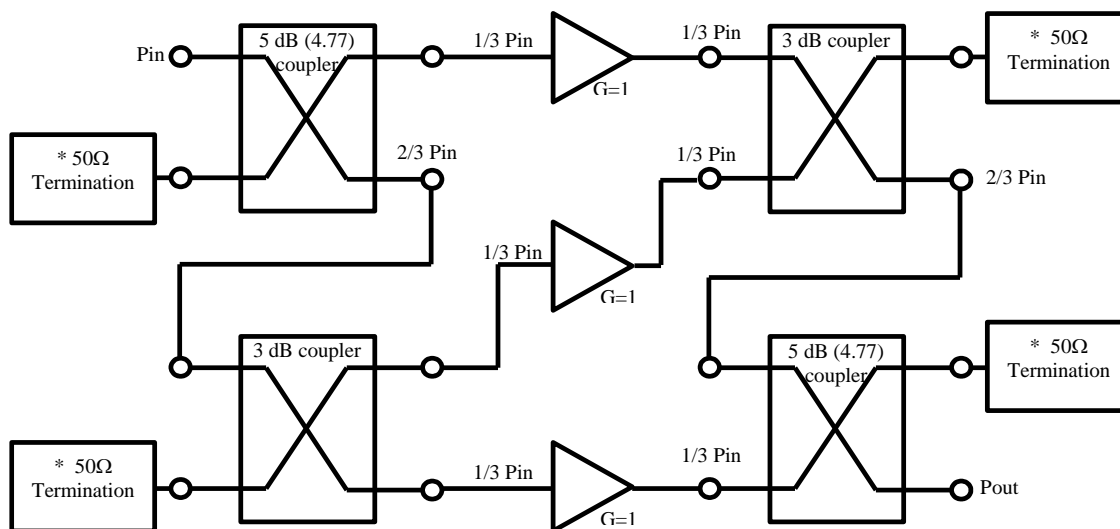 5 dB (4.77)
coupler
3 dB coupler
* 50Ω
Termination
Pin
1/3 Pin
1/3 Pin
G=1
* 50Ω
Termination
2/3 Pin
1/3 Pin
2/3 Pin
1/3 Pin
G=1
3 dB coupler
5 dB (4.77)
coupler
* 50Ω
Termination
* 50Ω
Termination
1/3 Pin
1/3 Pin
G=1
Pout